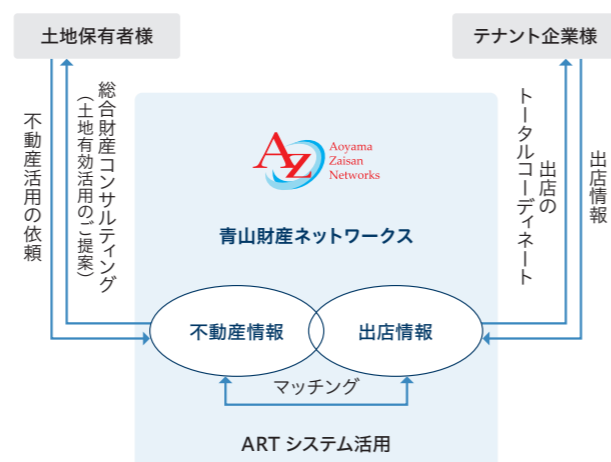 土地保有者様
テナント企業様
不動産活用の依頼
総合財産コンサルティング
（土地有効活用のご提案）
AZ
Aoyama
Zaisan
Networks
青山財産ネットワークス
出店の
トータルコーディネート
出店情報
不動産情報
出店情報
マッチング
ART システム活用